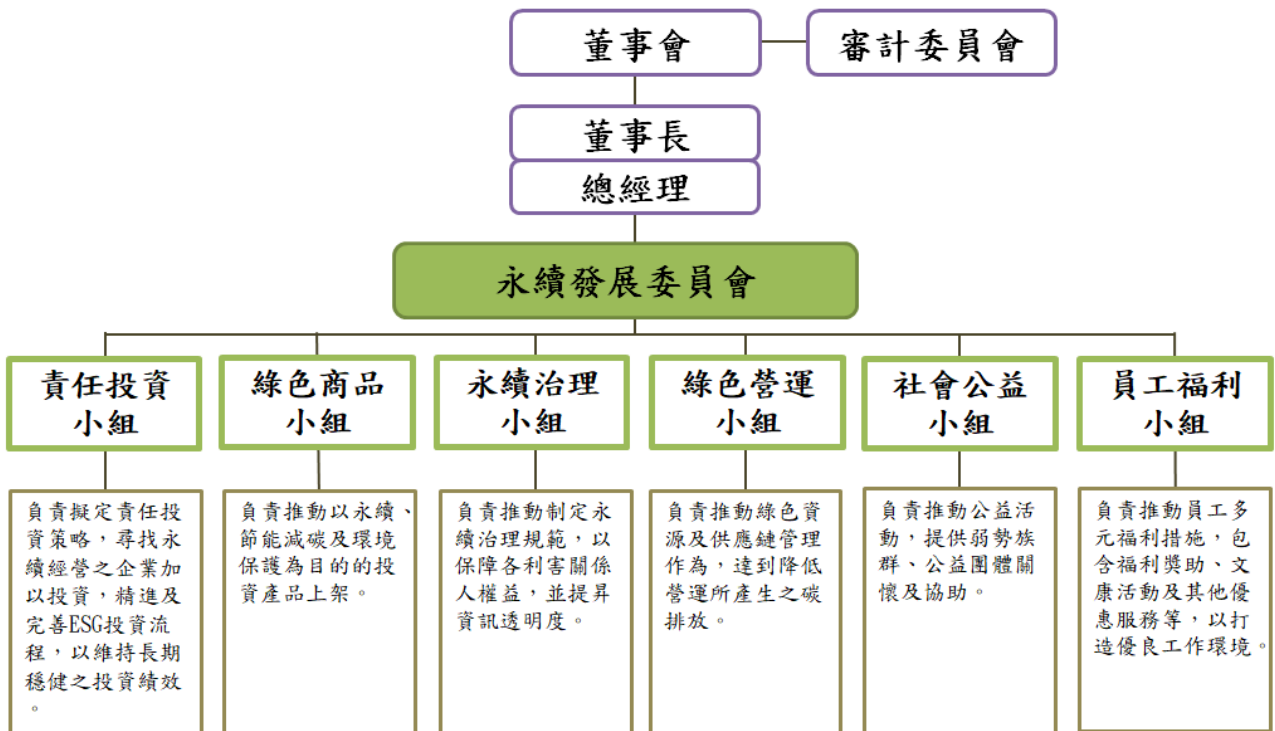 董事會
審計委員會
董事長
總經理
永續發展委員會
責任投資
小組
綠色商品
小組
永續治理
小組
綠色營運
小組
社會公益
小組
員工福利
小組
負責擬定責任投
資策略，尋找永
續經營之企業加
以投資，精進及
完善ESG投資流
程，以維持長期
穩健之投資績效
。
負責推動以永續、
節能減碳及環境
保護為目的的投
資產品上架。
負責推動制定永
續治理規範，以
保障各利害關係
人權益，並提昇
資訊透明度。
負責推動綠色資
源及供應鏈管理
作為，達到降低
營運所產生之碳
排放。
負責推動公益活
動，提供弱勢族
群、公益團體關
懷及協助。
負責推動員工多
元福利措施，包
含福利獎助、文
康活動及其他優
惠服務等，以打
造優良工作環境。